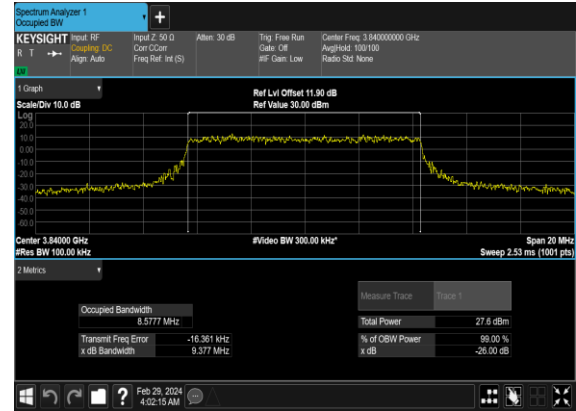 Spectrum Analyzer 1
Occupied BW
KEYSIGHT
R T
LV
Input: RF
Coupling: DC
Align: Auto
Input Z: 50 Ω
Corr CCorr
Freq Ref: Int (S)
Atten: 30 dB
Trig: Free Run
Gate: Off
#IF Gain: Low
Center Freq: 3.840000000 GHz
Avg|Hold: 100/100
Radio Std: None
1 Graph
Scale/Div 10.0 dB
Ref Lvl Offset 11.90 dB
Ref Value 30.00 dBm
Log
20.0
10.0
0.00
-10.0
-20.0
-30.0
-40.0
-50.0
-60.0
Center 3.84000 GHz
#Res BW 100.00 kHz
#Video BW 300.00 kHz*
Span 20 MHz
Sweep 2.53 ms (1001 pts)
2 Metrics
Measure Trace Trace 1
Occupied Bandwidth
8.5777 MHz
Total Power 27.6 dBm
Transmit Freq Error -16.361 kHz
x dB Bandwidth 9.377 MHz
% of OBW Power 99.00 %
x dB -26.00 dB
?
Feb 29, 2024
4:02:15 AM